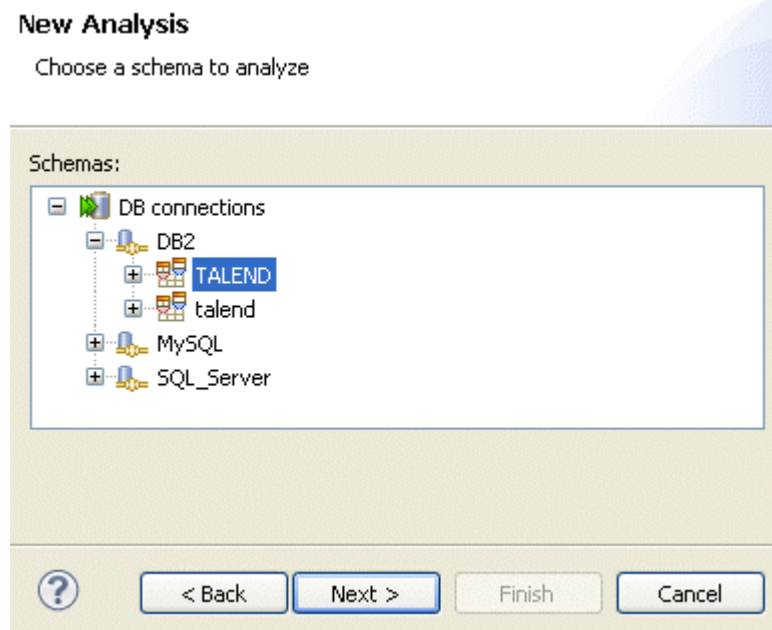 New Analysis
Choose a schema to analyze
Schemas:
DB connections
DB2
TALEND
talend
MySQL
SQL_Server
?
< Back
Next >
Finish
Cancel